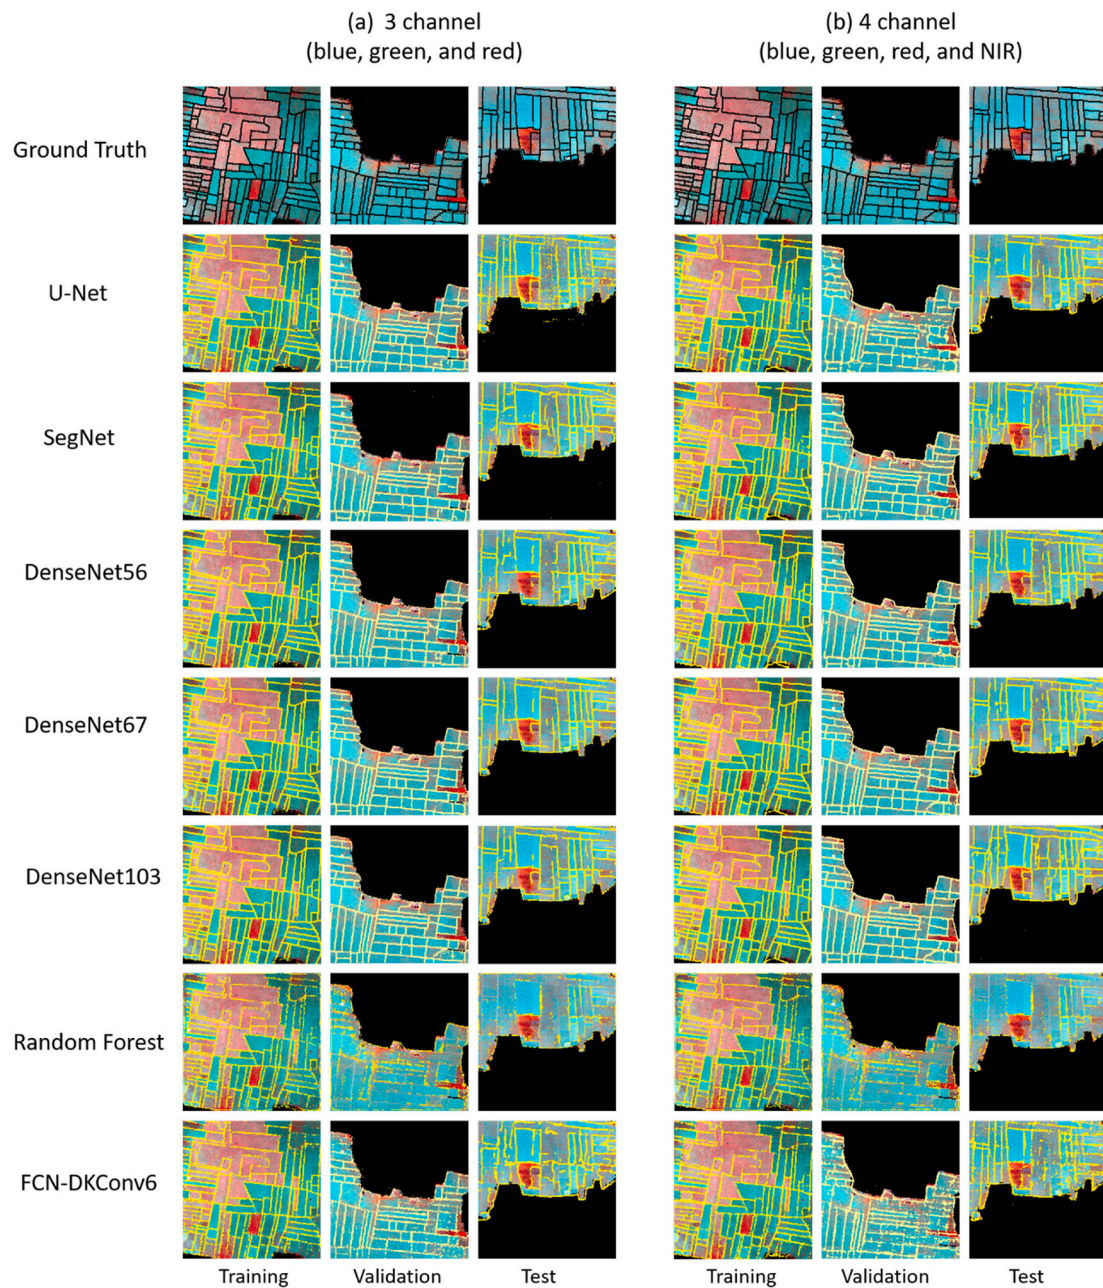 (a) 3 channel
(blue, green, and red)
(b) 4 channel
(blue, green, red, and NIR)
Ground Truth
U-Net
SegNet
DenseNet56
DenseNet67
DenseNet103
Random Forest
FCN-DKConv6
Training
Validation
Test
Training
Validation
Test